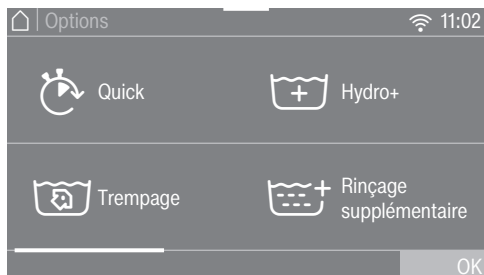 Options
11:02
Quick
Hydro+
Trempage
Rinçage
supplémentaire
OK